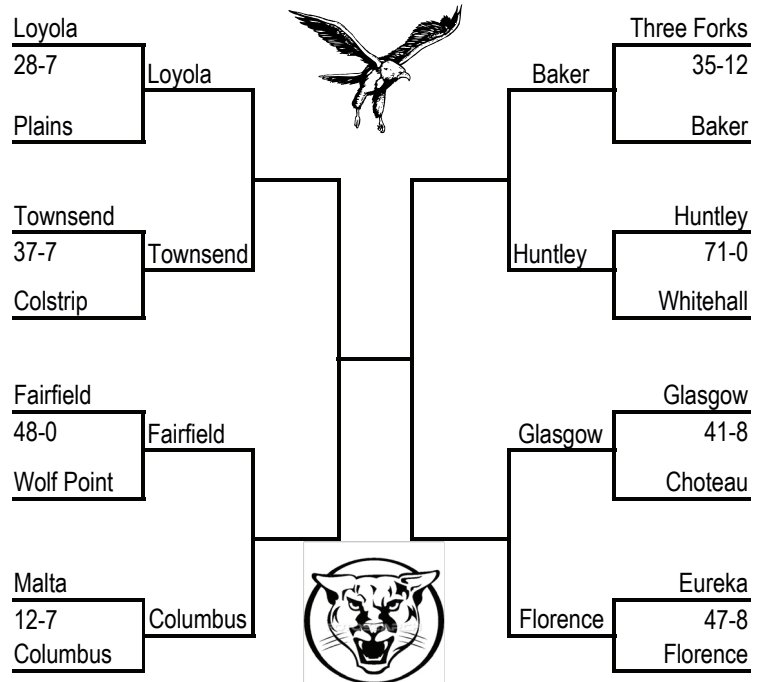 Loyola
28-7
Plains
Loyola
Townsend
37-7
Colstrip
Townsend
Fairfield
48-0
Wolf Point
Fairfield
Malta
12-7
Columbus
Columbus
Three Forks
35-12
Baker
Baker
Huntley
71-0
Whitehall
Huntley
Glasgow
41-8
Choteau
Glasgow
Eureka
47-8
Florence
Florence